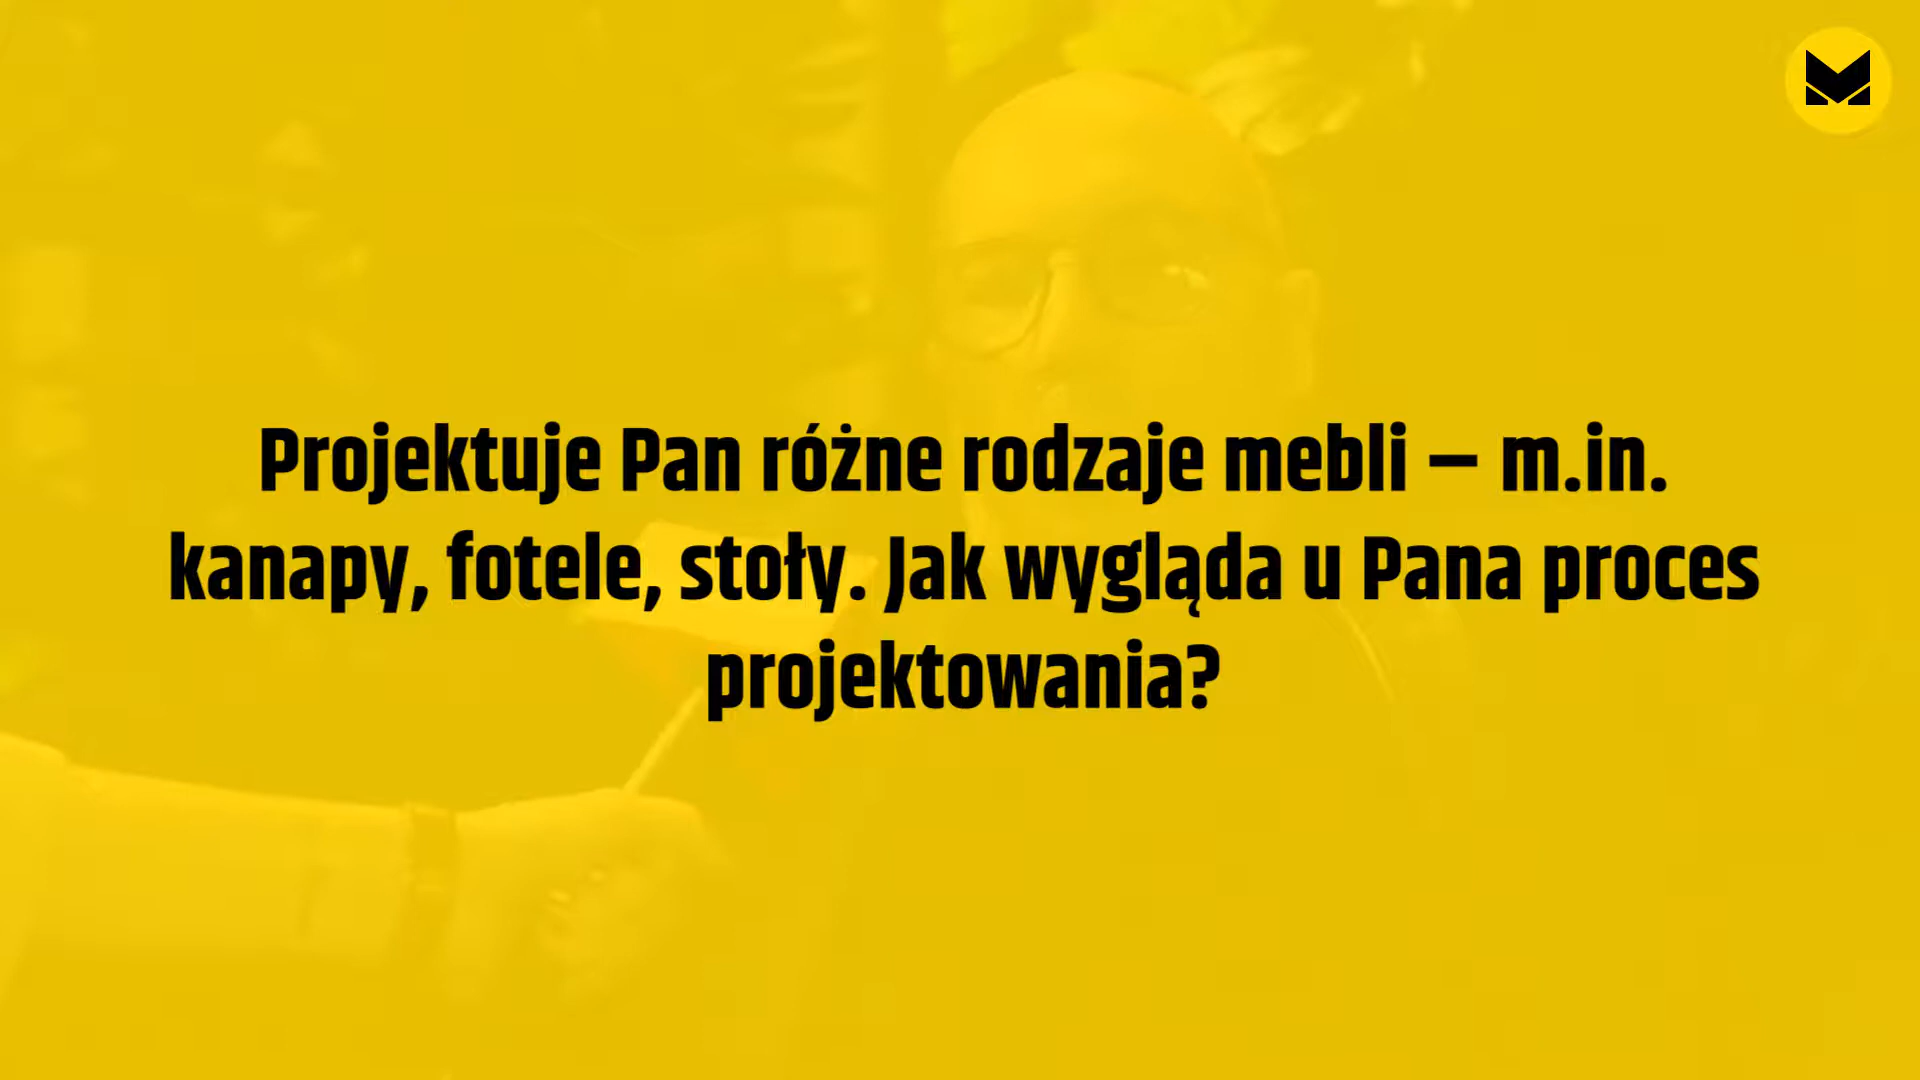 Projektuje Pan różne rodzaje mebli – m.in.
kanapy, fotele, stoły. Jak wygląda u Pana proces
projektowania?